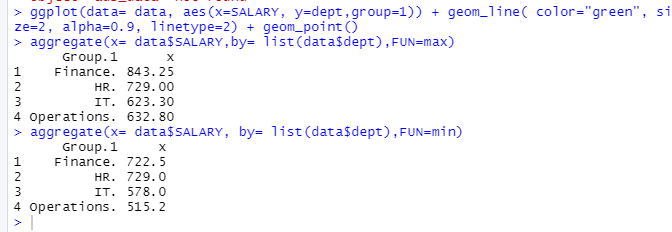 > ggplot(data= data, aes(x=SALARY, y=dept,group=1)) + geom_line( color="green", si
ze=2, alpha=0.9, linetype=2) + geom_point()
> aggregate(x= data$SALARY,by= list(data$dept),FUN=max)
Group.1 x
1 Finance. 843.25
2 HR. 729.00
3 IT. 623.30
4 Operations. 632.80
> aggregate(x= data$SALARY, by= list(data$dept),FUN=min)
Group.1 x
1 Finance. 722.5
2 HR. 729.0
3 IT. 578.0
4 Operations. 515.2
>